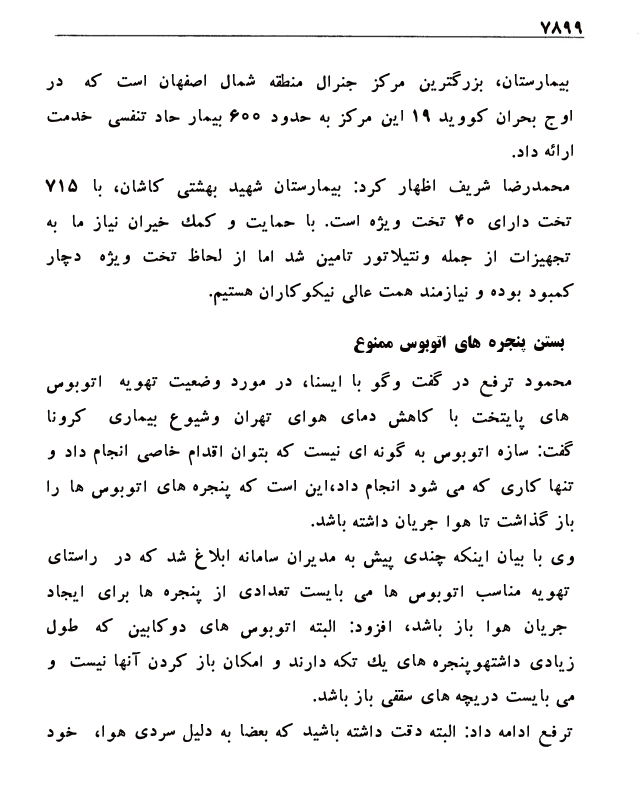 ۷۸۹۹
بیمارستان، بزرگترین مرکز جنرال منطقه شمال اصفهان است که در
اوج بحران کووید ۱۹ این مرکز به حدود ۶۰۰ بیمار حاد تنفسی خدمت
ارائه داد.
محمدرضا شریف اظهار کرد: بیمارستان شهید بهشتی کاشان، با ۷۱۵
تخت دارای ۴۰ تخت ویژه است. با حمایت و کمك خیران نیاز ما به
تجهیزات از جمله ونتیلاتور تامین شد اما از لحاظ تخت ویژه دچار
کمبود بوده و نیازمند همت عالی نیکوکاران هستیم.
بستن پنجره های اتوبوس ممنوع
محمود ترفع در گفت وگو با ایسنا، در مورد وضعیت تهویه اتوبوس
های پایتخت با کاهش دمای هوای تهران وشیوع بیماری کرونا
گفت: سازه اتوبوس به گونه ای نیست که بتوان اقدام خاصی انجام داد و
تنها کاری که می شود انجام داد،این است که پنجره های اتوبوس ها را
باز گذاشت تا هوا جریان داشته باشد.
وی با بیان اینکه چندی پیش به مدیران سامانه ابلاغ شد که در راستای
تهویه مناسب اتوبوس ها می بایست تعدادی از پنجره ها برای ایجاد
جریان هوا باز باشد، افزود: البته اتوبوس های دوکابین که طول
زیادی داشتهوپنجره های یك تکه دارند و امکان باز کردن آنها نیست و
می بایست دریچه های سقفی باز باشد.
ترفع ادامه داد: البته دقت داشته باشید که بعضا به دلیل سردی هوا، خود